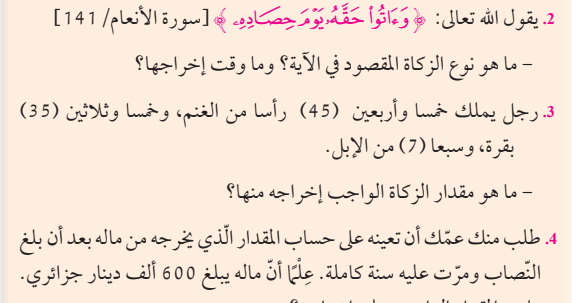 2. يقول الله تعالى: ﴿ وَءَاتُواْ حَقَّهُۥ يَوْمَ حِصَادِهِۦ ﴾ [سورة الأنعام/ 141]
– ما هو نوع الزكاة المقصود في الآية؟ وما وقت إخراجها؟
3. رجل يملك خمسا وأربعين (45) رأسا من الغنم، وخمسا وثلاثين (35)
بقرة، وسبعا (7) من الإبل.
– ما هو مقدار الزكاة الواجب إخراجه منها؟
4. طلب منك عمّك أن تعينه على حساب المقدار الّذي يخرجه من ماله بعد أن بلغ
النّصاب ومرّت عليه سنة كاملة. عِلْمًا أنّ ماله يبلغ 600 ألف دينار جزائري.